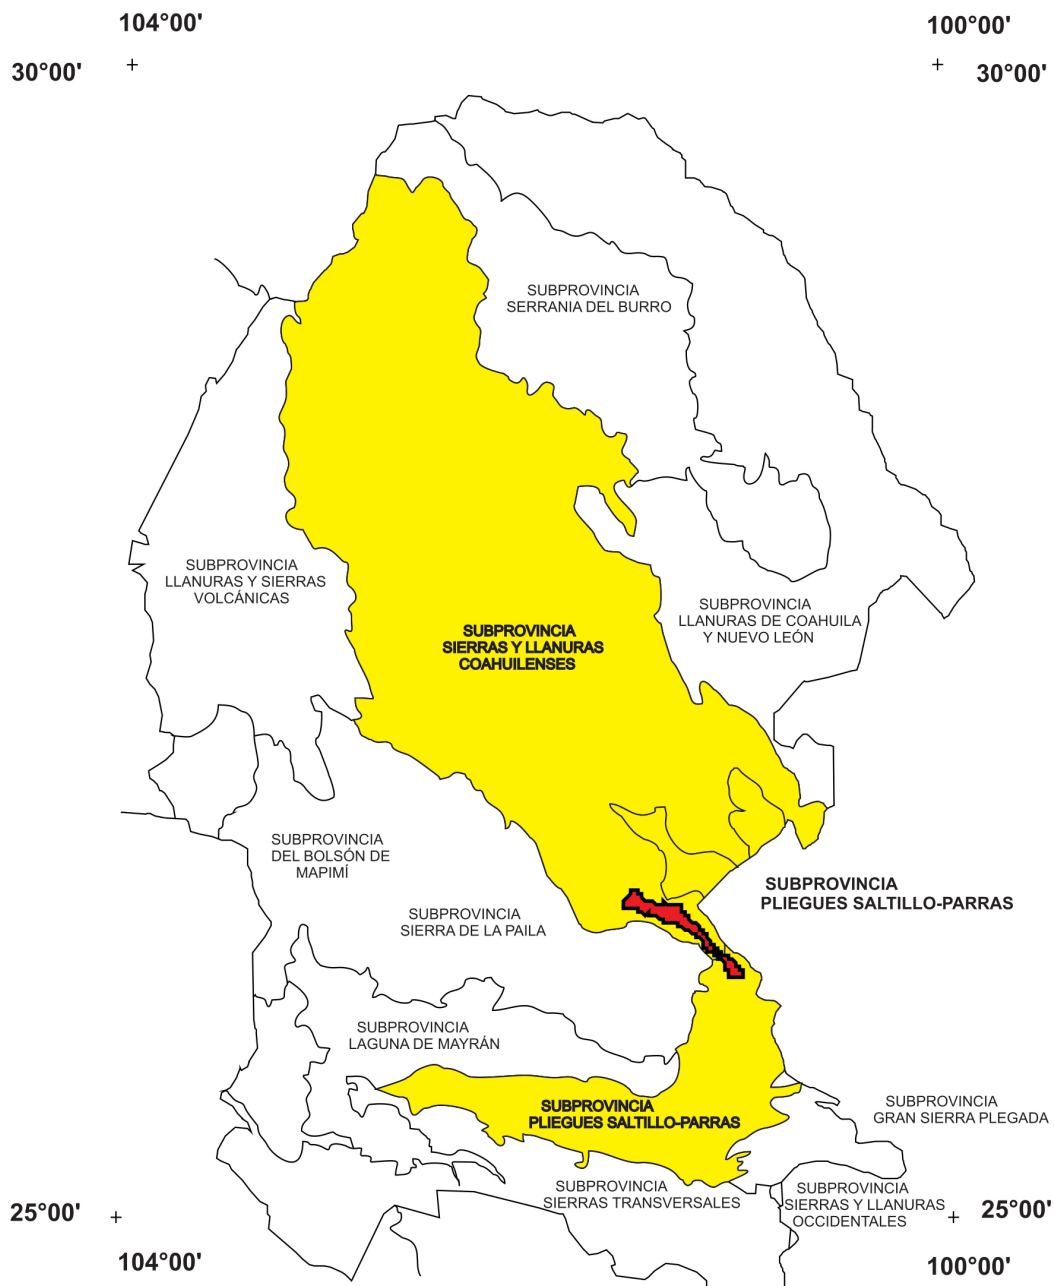 104°00'
100°00'
30°00'
30°00'
SUBPROVINCIA
SERRANIA DEL BURRO
SUBPROVINCIA
LLANURAS Y SIERRAS
VOLCÁNICAS
SUBPROVINCIA
LLANURAS DE COAHUILA
Y NUEVO LEÓN
SUBPROVINCIA
SIERRAS Y LLANURAS
COAHUILENSES
SUBPROVINCIA
DEL BOLSÓN DE
MAPIMÍ
SUBPROVINCIA
PLIEGUES SALTILLO-PARRAS
SUBPROVINCIA
SIERRA DE LA PAILA
SUBPROVINCIA
LAGUNA DE MAYRÁN
SUBPROVINCIA
PLIEGUES SALTILLO-PARRAS
SUBPROVINCIA
GRAN SIERRA PLEGADA
SUBPROVINCIA
SIERRAS TRANSVERSALES
SUBPROVINCIA
SIERRAS Y LLANURAS
OCCIDENTALES
25°00'
25°00'
104°00'
100°00'